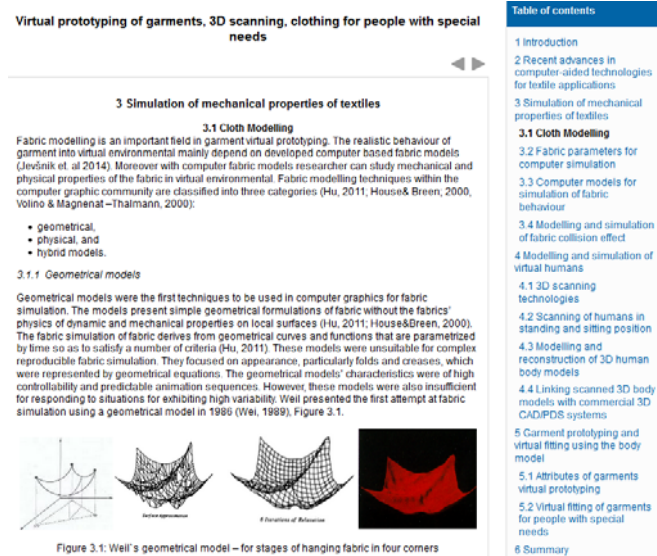 Virtual prototyping of garments, 3D scanning, clothing for people with special
needs
3 Simulation of mechanical properties of textiles
3.1 Cloth Modelling
Fabric modelling is an important field in garment virtual prototyping. The realistic behaviour of
garment into virtual environmental mainly depend on developed computer based fabric models
(Jevšnik et. al 2014). Moreover with computer fabric models researcher can study mechanical and
physical properties of the fabric in virtual environmental. Fabric modelling techniques within the
computer graphic community are classified into three categories (Hu, 2011; House& Breen; 2000,
Volino & Magnenat –Thalmann, 2000):
• geometrical,
• physical, and
• hybrid models.
3.1.1 Geometrical models
Geometrical models were the first techniques to be used in computer graphics for fabric
simulation. The models present simple geometrical formulations of fabric without the fabrics'
physics of dynamic and mechanical properties on local surfaces (Hu, 2011; House&Breen, 2000).
The fabric simulation of fabric derives from geometrical curves and functions that are parametrized
by time so as to satisfy a number of criteria (Hu, 2011). These models were unsuitable for complex
reproducible fabric simulation. They focused on appearance, particularly folds and creases, which
were represented by geometrical equations. The geometrical models' characteristics were of high
controllability and predictable animation sequences. However, these models were also insufficient
for responding to situations for exhibiting high variability. Weil presented the first attempt at fabric
simulation using a geometrical model in 1986 (Wei, 1989), Figure 3.1.
Surface approximation
8 Iterations of Relaxation
Figure 3.1: Weil`s geometrical model – for stages of hanging fabric in four corners
Table of contents
1 Introduction
2 Recent advances in
computer-aided technologies
for textile applications
3 Simulation of mechanical
properties of textiles
3.1 Cloth Modelling
3.2 Fabric parameters for
computer simulation
3.3 Computer models for
simulation of fabric
behaviour
3.4 Modelling and simulation
of fabric collision effect
4 Modelling and simulation of
virtual humans
4.1 3D scanning
technologies
4.2 Scanning of humans in
standing and sitting position
4.3 Modelling and
reconstruction of 3D human
body models
4.4 Linking scanned 3D body
models with commercial 3D
CAD/PDS systems
5 Garment prototyping and
virtual fitting using the body
model
5.1 Attributes of garments
virtual prototyping
5.2 Virtual fitting of garments
for people with special
needs
6 Summary